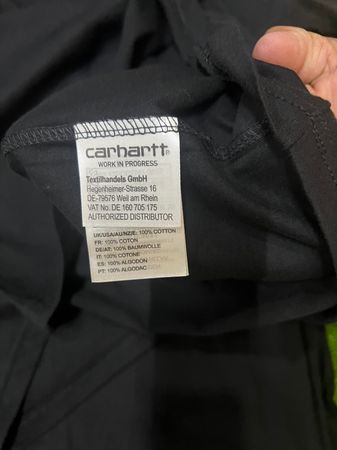 carhartt
WORK IN PROGRESS
Textilhandels GmbH
Hegenheimer-Strasse 16
DE-79576 Weil am Rhein
VAT No. DE 160 705 175
AUTHORIZED DISTRIBUTOR
UK/USA/AU/NZ/E: 100% COTTON
FR: 100% COTON
DE/AT: 100% BAUMWOLLE
IT: 100% COTONE
ES: 100% ALGODON
PT: 100% ALGODAC